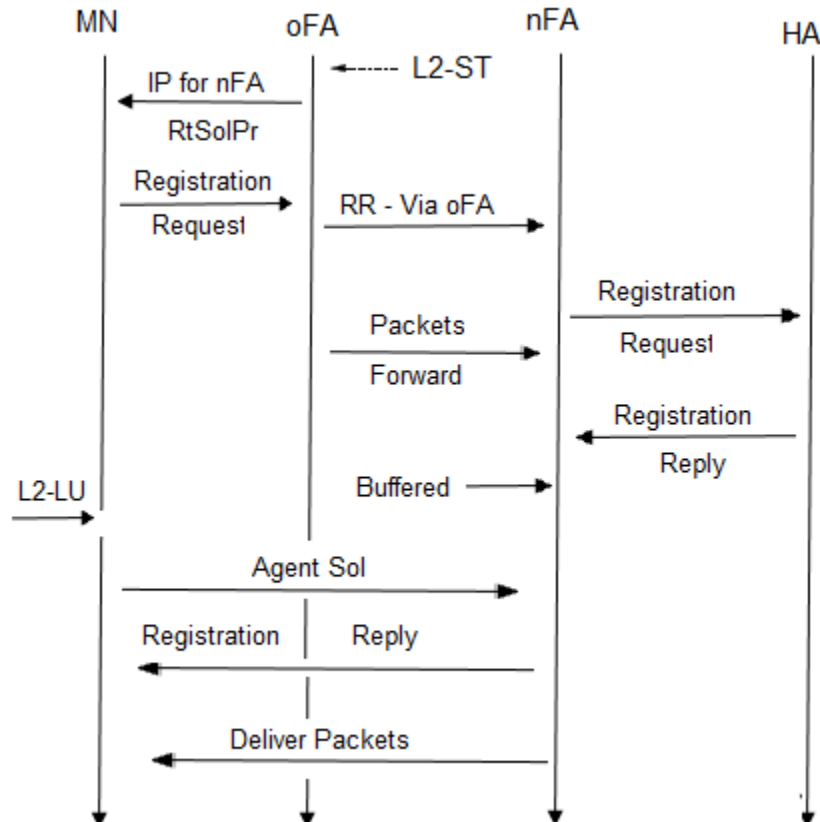 MN
oFA
nFA
HA
L2-ST
IP for nFA
RtSolPr
Registration
Request
RR - Via oFA
Registration
Request
Packets
Forward
Registration
Reply
Buffered
L2-LU
Agent Sol
Registration Reply
Deliver Packets